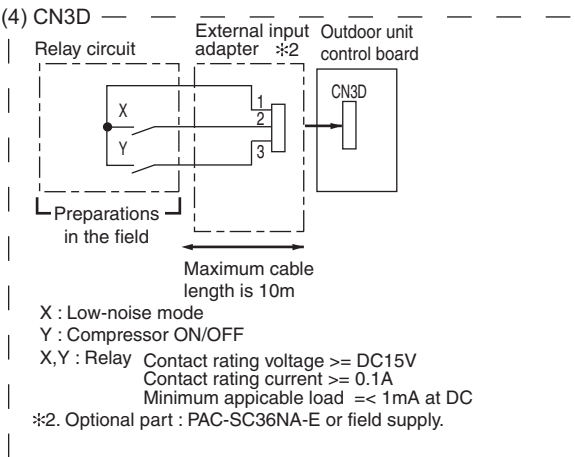 (4) CN3D
External input
adapter ✻2
Outdoor unit
control board
Relay circuit
CN3D
X
1
2
Y
3
Preparations
in the field
Maximum cable
length is 10m
X : Low-noise mode
Y : Compressor ON/OFF
X,Y : Relay Contact rating voltage >= DC15V
Contact rating current >= 0.1A
Minimum appicable load =< 1mA at DC
✻2. Optional part : PAC-SC36NA-E or field supply.